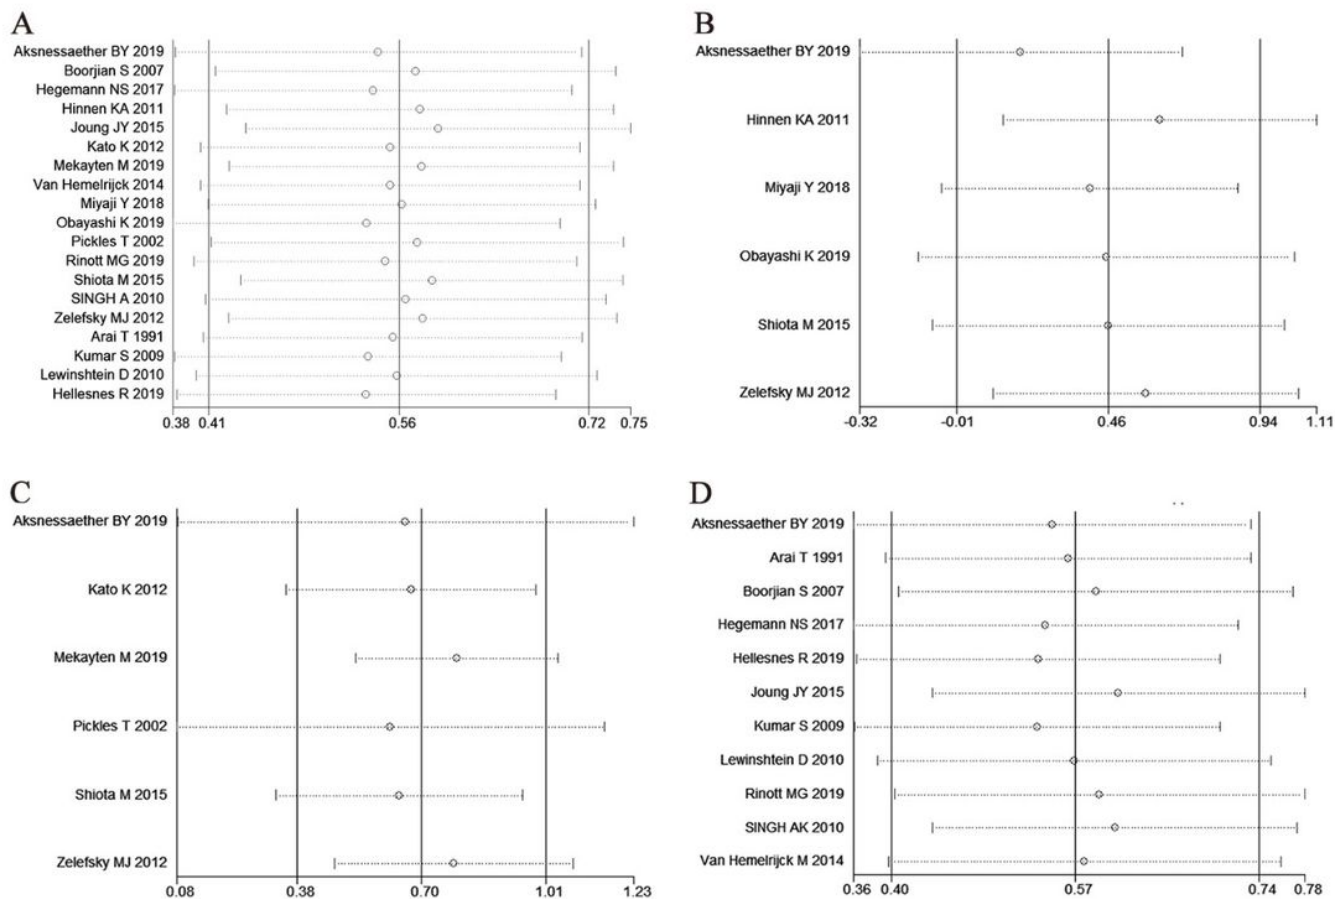 A
Aksnessaether BY 2019
Boorjian S 2007
Hegemann NS 2017
Hinnen KA 2011
Joung JY 2015
Kato K 2012
Mekayten M 2019
Van Hemelrijck 2014
Miyaji Y 2018
Obayashi K 2019
Pickles T 2002
Rinott MG 2019
Shiota M 2015
SINGH A 2010
Zelefsky MJ 2012
Arai T 1991
Kumar S 2009
Lewinshtein D 2010
Hellesnes R 2019
0.38 0.41 0.56 0.72 0.75
B
Aksnessaether BY 2019
Hinnen KA 2011
Miyaji Y 2018
Obayashi K 2019
Shiota M 2015
Zelefsky MJ 2012
-0.32 -0.01 0.46 0.94 1.11
C
Aksnessaether BY 2019
Kato K 2012
Mekayten M 2019
Pickles T 2002
Shiota M 2015
Zelefsky MJ 2012
0.08 0.38 0.70 1.01 1.23
D
Aksnessaether BY 2019
Arai T 1991
Boorjian S 2007
Hegemann NS 2017
Hellesnes R 2019
Joung JY 2015
Kumar S 2009
Lewinshtein D 2010
Rinott MG 2019
SINGH AK 2010
Van Hemelrijck M 2014
0.36 0.40 0.57 0.74 0.78